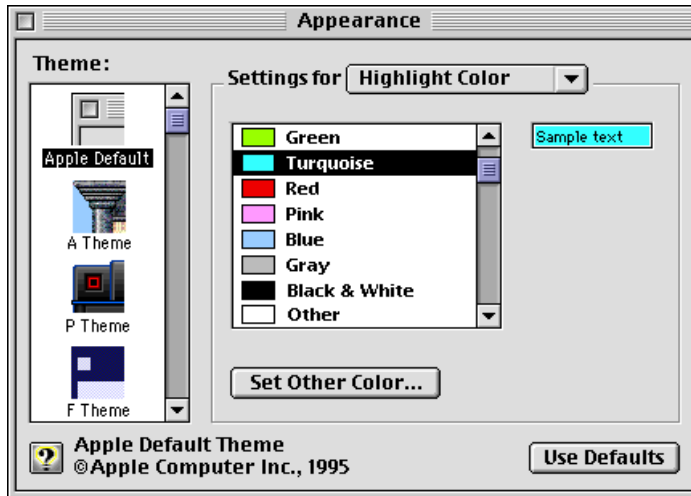 Appearance
Theme:
Apple Default
A Theme
P Theme
F Theme
Settings for Highlight Color
Green
Turquoise
Red
Pink
Blue
Gray
Black & White
Other
Sample text
Set Other Color...
? Apple Default Theme
©Apple Computer Inc., 1995
Use Defaults